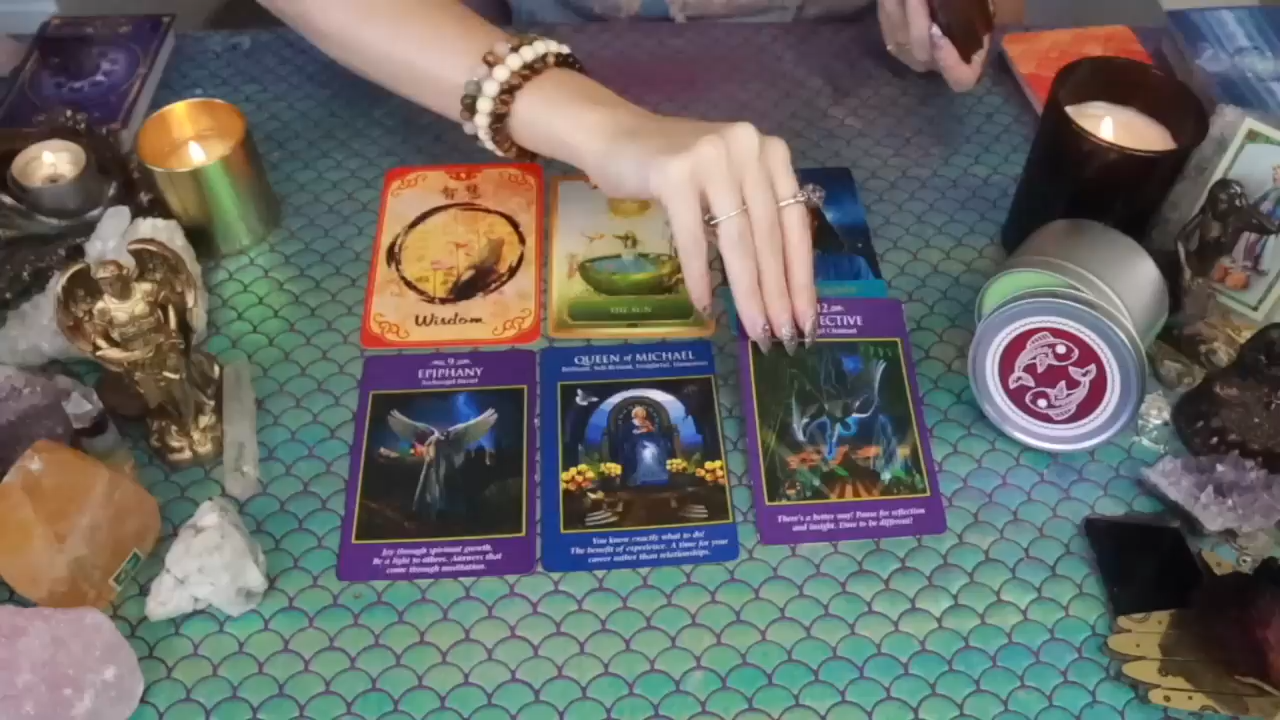 智慧
Wisdom
9
EPIPHANY
QUEEN of MICHAEL
12
ECTIVE
Joy through spiritual growth.
Be a light to others. Answers that
come through meditation.
You know exactly what to do!
The benefit of experience. A time for your
career rather than relationships.
There's a better way! Pause for reflection
and insight. Dare to be different!